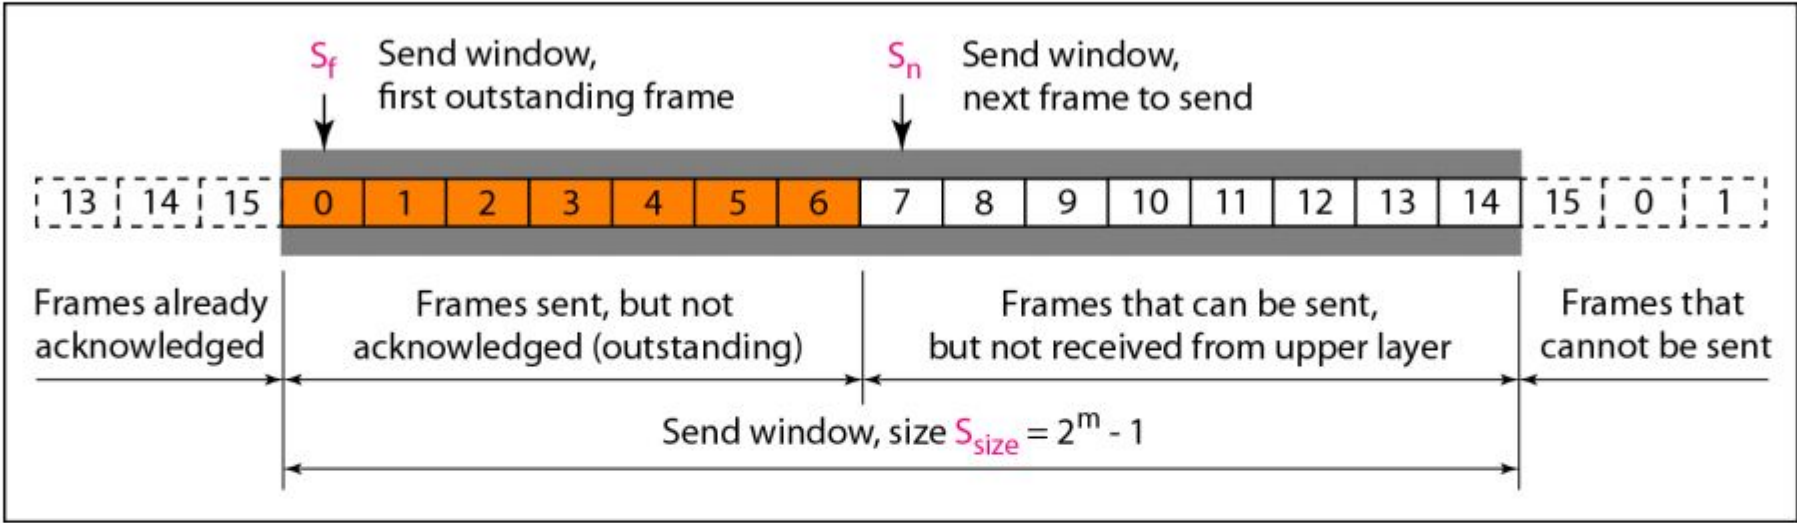 Sf Send window,
first outstanding frame
Sn Send window,
next frame to send
13 14 15 0 1 2 3 4 5 6 7 8 9 10 11 12 13 14 15 0 1
Frames already
acknowledged
Frames sent, but not
acknowledged (outstanding)
Frames that can be sent,
but not received from upper layer
Frames that
cannot be sent
Send window, size Ssize = 2^m - 1